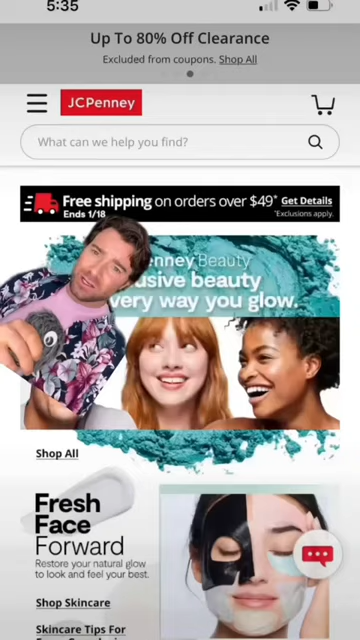 5:35
Up To 80% Off Clearance
Excluded from coupons. Shop All
JCPenney
What can we help you find?
Free shipping on orders over $49* Get Details
Ends 1/18 *Exclusions apply.
enney Beauty
usive beauty
very way you glow.
Shop All
Fresh
Face
Forward
Restore your natural glow
to look and feel your best.
Shop Skincare
Skincare Tips For